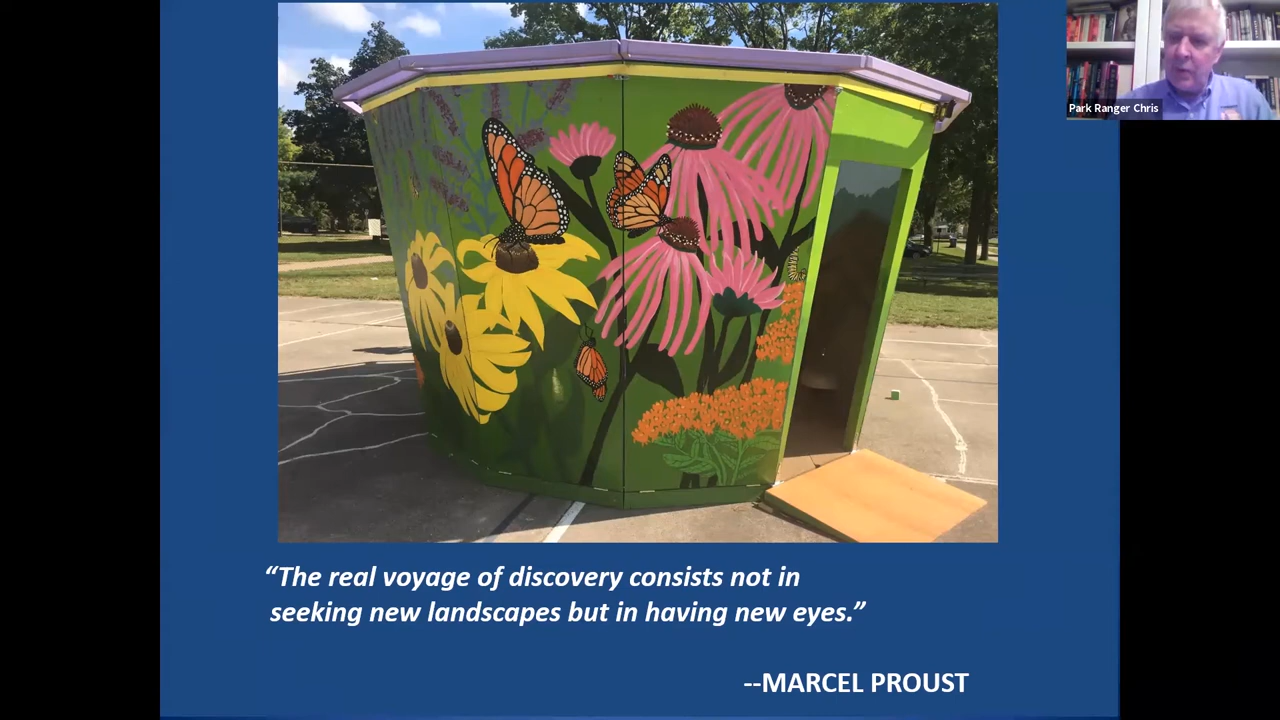 Park Ranger Chris
“The real voyage of discovery consists not in
seeking new landscapes but in having new eyes.”
--MARCEL PROUST